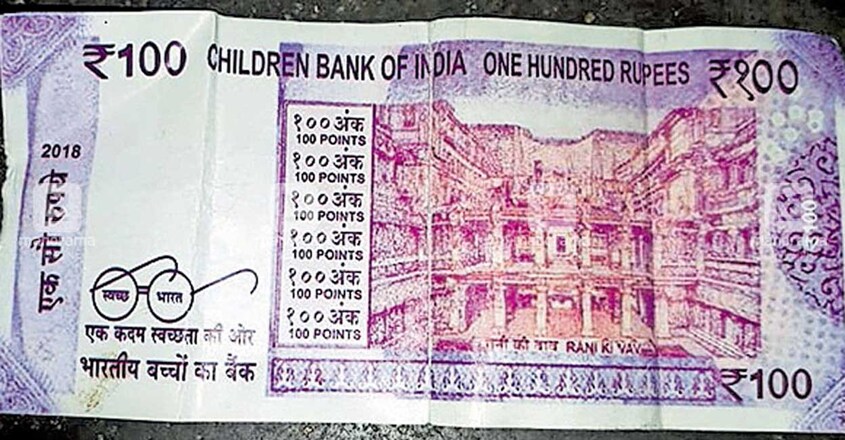 ₹100 CHILDREN BANK OF INDIA ONE HUNDRED RUPEES ₹१००
१०० अंक
100 POINTS
१०० अंक
100 POINTS
१०० अंक
100 POINTS
१०० अंक
100 POINTS
१०० अंक
100 POINTS
१०० अंक
100 POINTS
2018
एक सौ रुपये
स्वच्छ भारत
एक कदम स्वच्छता की ओर
भारतीय बच्चों का बैंक
की वाव RANI KI VAV
₹100
100